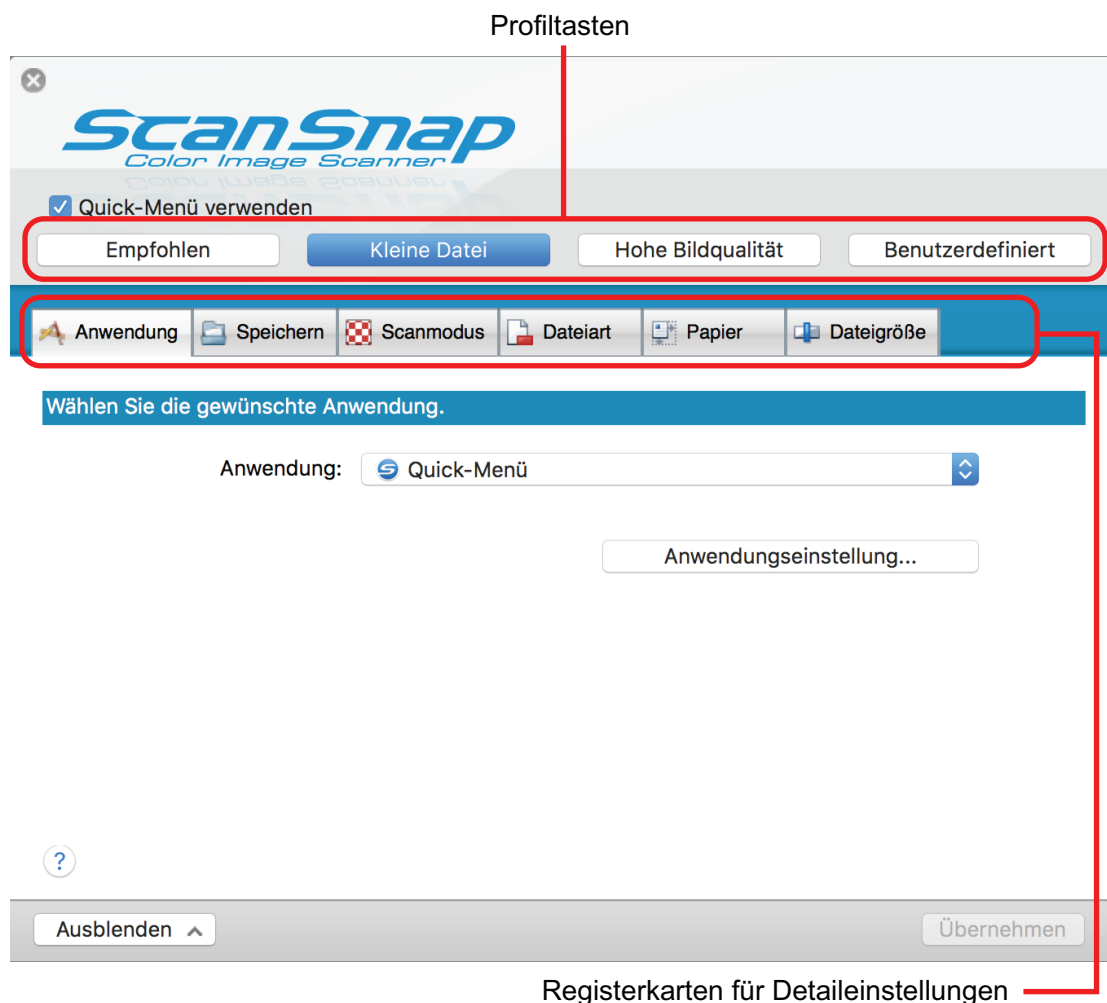 Profiltasten
ScanSnap
Color Image Scanner
Quick-Menü verwenden
Empfohlen Kleine Datei Hohe Bildqualität Benutzerdefiniert
Anwendung Speichern Scanmodus Dateiart Papier Dateigröße
Wählen Sie die gewünschte Anwendung.
Anwendung: Quick-Menü
Anwendungseinstellung...
?
Ausblenden Übernehmen
Registerkarten für Detaileinstellungen